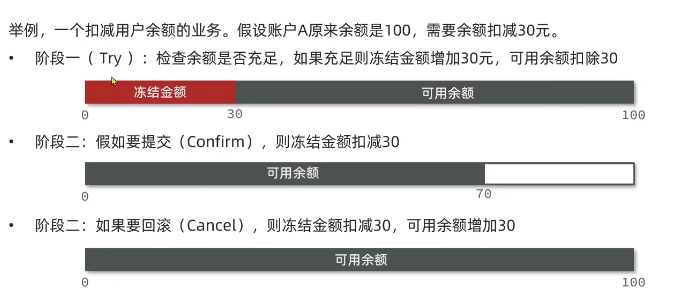 举例，一个扣减用户余额的业务。假设账户A原来余额是100，需要余额扣减30元。
• 阶段一（ Try ）：检查余额是否充足，如果充足则冻结金额增加30元，可用余额扣除30
冻结金额 可用余额
0 30 100
• 阶段二：假如要提交（Confirm），则冻结金额扣减30
可用余额
0 70
• 阶段二：如果要回滚（Cancel），则冻结金额扣减30，可用余额增加30
可用余额
0 100